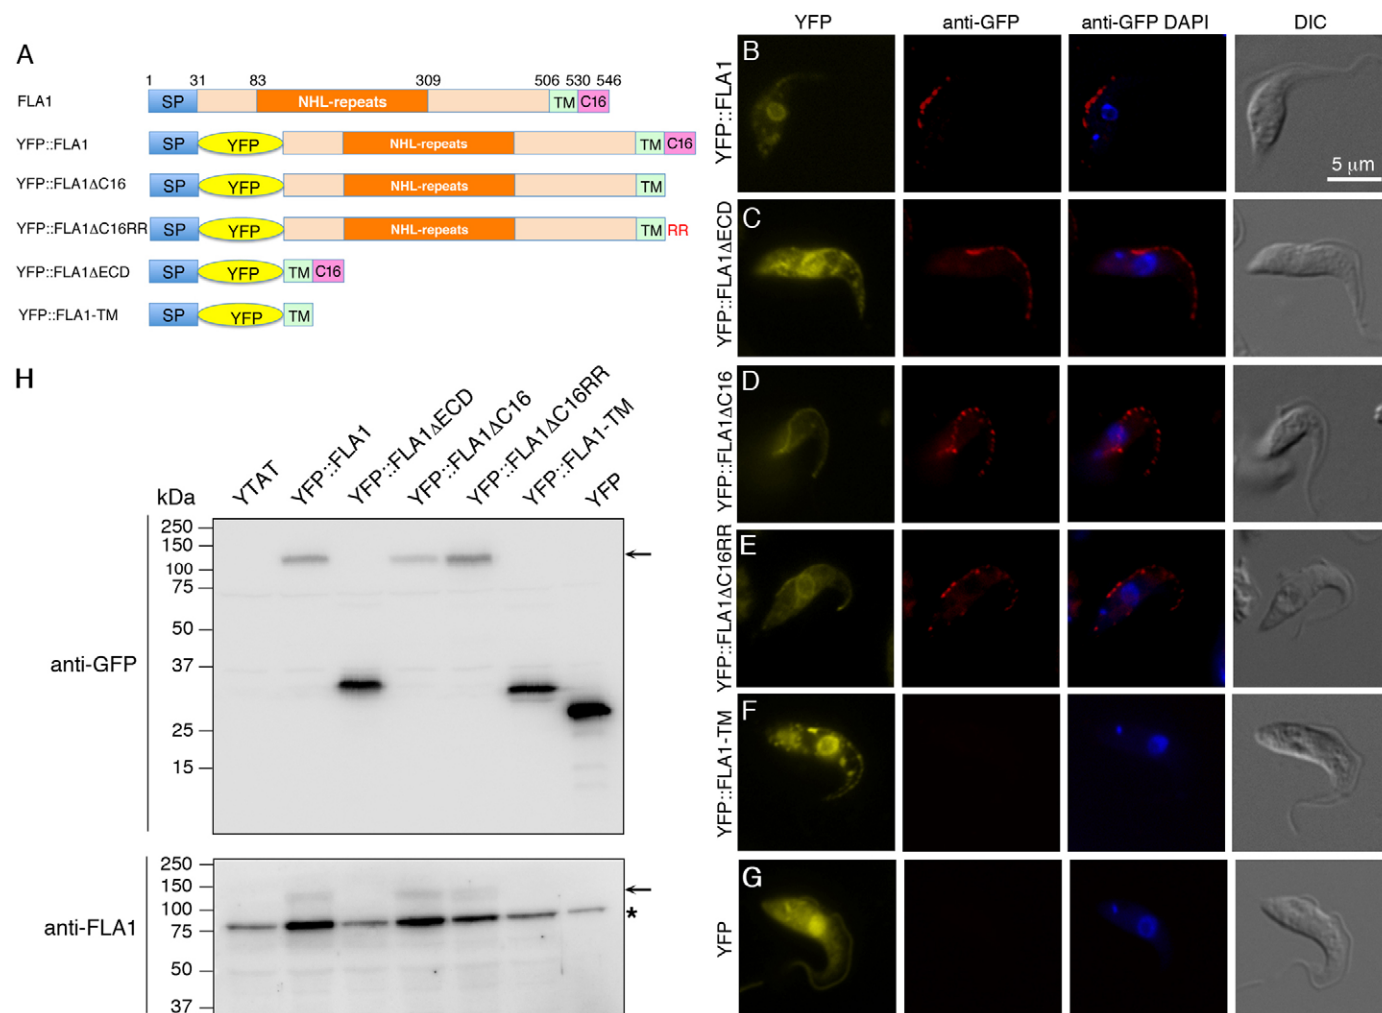 A
1 31 83 309 506 530 546
FLA1 SP NHL-repeats TM C16
YFP::FLA1 SP YFP NHL-repeats TM C16
YFP::FLA1ΔC16 SP YFP NHL-repeats TM
YFP::FLA1ΔC16RR SP YFP NHL-repeats TM RR
YFP::FLA1ΔECD SP YFP TM C16
YFP::FLA1-TM SP YFP TM
H
kDa YTAT YFP::FLA1 YFP::FLA1ΔECD YFP::FLA1ΔC16 YFP::FLA1ΔC16RR YFP::FLA1-TM YFP
250
150
100
75
50
anti-GFP
37
25
15
250
150
100
*
anti-FLA1
75
50
37
YFP anti-GFP anti-GFP DAPI DIC
B
YFP::FLA1
5 μm
C
YFP::FLA1ΔECD
D
YFP::FLA1ΔC16
E
YFP::FLA1ΔC16RR
F
YFP::FLA1-TM
G
YFP